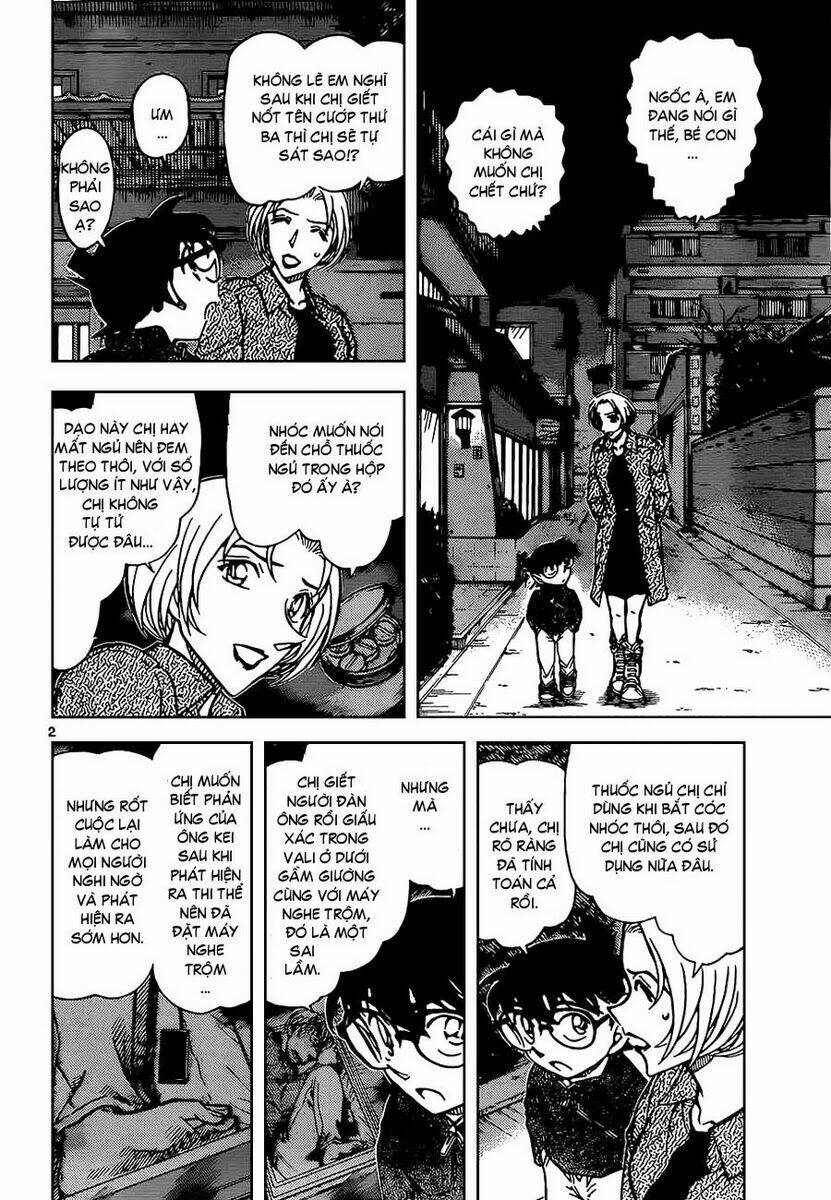 NGỐC À, EM
ĐANG NÓI GÌ
THẾ, BÉ CON
...
CÁI GÌ MÀ
KHÔNG
MUỐN CHỊ
CHẾT CHỨ?
KHÔNG LẼ EM NGHĨ
SAU KHI CHỊ GIẾT
NỐT TÊN CƯỚP THỨ
BA THÌ CHỊ SẼ TỰ
SÁT SAO!?
ƯM
...
KHÔNG
PHẢI
SAO
Ạ?
NHÓC MUỐN NÓI
ĐẾN CHỖ THUỐC
NGỦ TRONG HỘP
ĐÓ ẤY À?
DẠO NÀY CHỊ HAY
MẤT NGỦ NÊN ĐEM
THEO THÔI, VỚI SỐ
LƯỢNG ÍT NHƯ VẬY,
CHỊ KHÔNG
TỰ TỬ
ĐƯỢC ĐÂU...
2
THUỐC NGỦ CHỊ CHỈ
DÙNG KHI BẮT CÓC
NHÓC THÔI, SAU ĐÓ
CHỊ CŨNG CÓ SỬ
DỤNG NỮA ĐÂU.
THẤY
CHƯA, CHỊ
RÕ RÀNG
ĐÃ TÍNH
TOÁN CẢ
RỒI.
NHƯNG
MÀ
...
CHỊ GIẾT
NGƯỜI ĐÀN
ÔNG RỒI GIẤU
XÁC TRONG
VALI Ở DƯỚI
GẦM GIƯỜNG
CÙNG VỚI MÁY
NGHE TRỘM,
ĐÓ LÀ MỘT
SAI
LẦM.
CHỊ MUỐN
BIẾT PHẢN
ỨNG CỦA
ÔNG KEI
SAU KHI
PHÁT HIỆN
RA THI THỂ
NÊN ĐÃ
ĐẶT MÁY
NGHE
TRỘM
...
NHƯNG RỐT
CUỘC LẠI
LÀM CHO
MỌI NGƯỜI
NGHI NGỜ
VÀ PHÁT
HIỆN RA
SỚM HƠN.